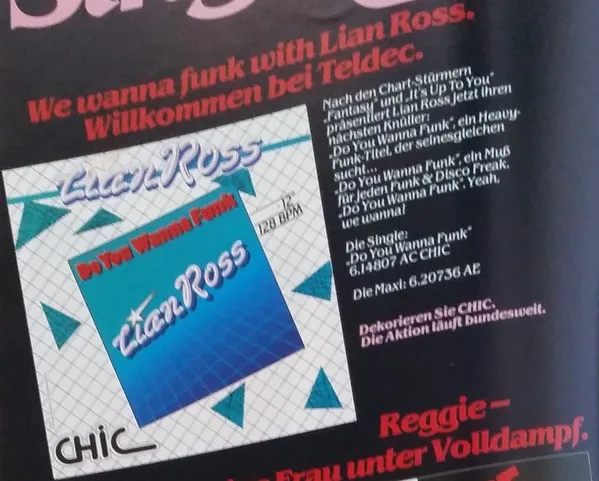 We wanna funk with Lian Ross.
Willkommen bei Teldec.
Nach den Chart-Stürmern
„Fantasy" und „It's Up To You"
präsentiert Lian Ross jetzt ihren
nächsten Knüller:
„Do You Wanna Funk", ein Heavy-
Funk-Titel, der seinesgleichen
sucht...
„Do You Wanna Funk", ein Muß
für jeden Funk & Disco Freak.
„Do You Wanna Funk". Yeah,
we wanna!
Die Single:
„Do You Wanna Funk"
6.14807 AC CHIC
Die Maxi: 6.20736 AE
Dekorieren Sie CHIC.
Die Aktion läuft bundesweit.
Lian Ross
Do You Wanna Funk
12"
128 BPM
Lian Ross
CHIC
Reggie–
Frau unter Volldampf.